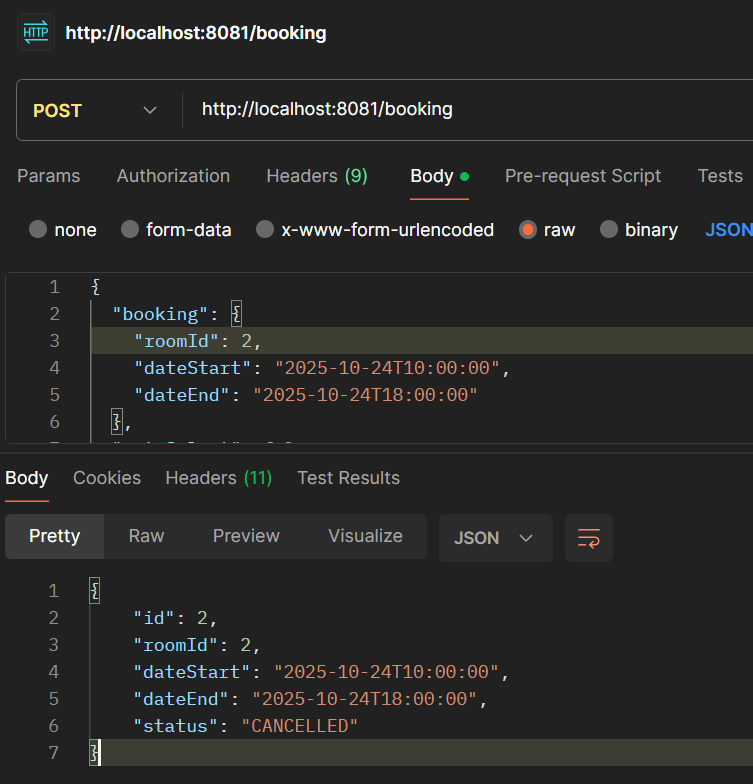 HTTP http://localhost:8081/booking
POST http://localhost:8081/booking
Params Authorization Headers (9) Body Pre-request Script Tests
none form-data x-www-form-urlencoded raw binary JSON
1 {
2 "booking": {
3 "roomId": 2,
4 "dateStart": "2025-10-24T10:00:00",
5 "dateEnd": "2025-10-24T18:00:00"
6 },
Body Cookies Headers (11) Test Results
Pretty Raw Preview Visualize JSON
1 {
2 "id": 2,
3 "roomId": 2,
4 "dateStart": "2025-10-24T10:00:00",
5 "dateEnd": "2025-10-24T18:00:00",
6 "status": "CANCELLED"
7 }